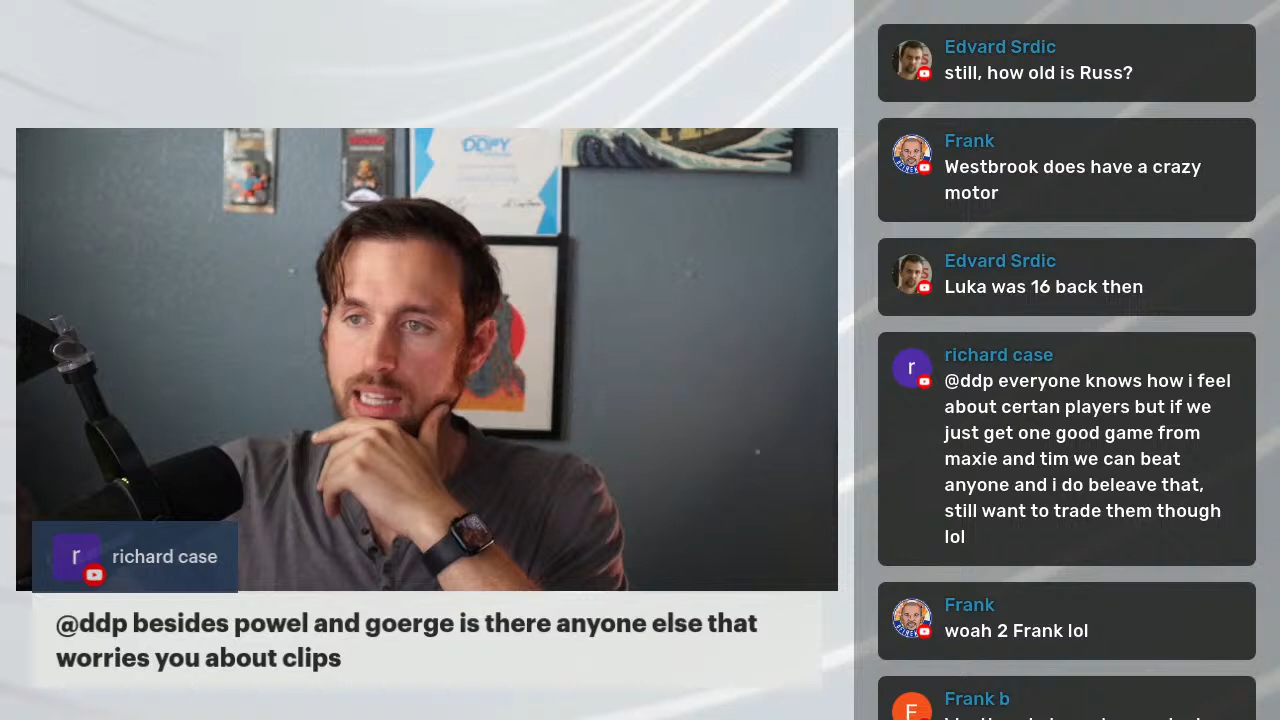 DDPY
r
richard case
@ddp besides powel and goerge is there anyone else that
worries you about clips
Edvard Srdic
still, how old is Russ?
Frank
Westbrook does have a crazy
motor
Edvard Srdic
Luka was 16 back then
r
richard case
@ddp everyone knows how i feel
about certan players but if we
just get one good game from
maxie and tim we can beat
anyone and i do beleave that,
still want to trade them though
lol
Frank
woah 2 Frank lol
F
Frank b